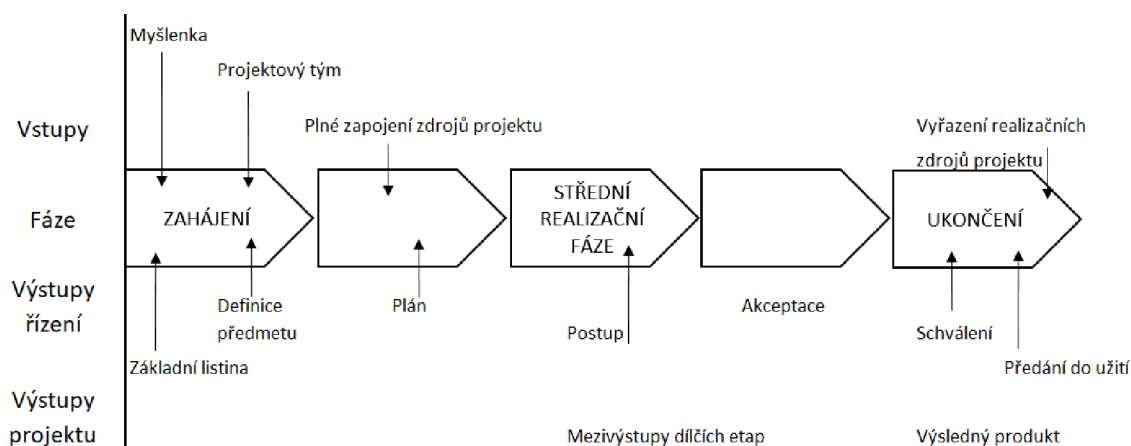 Myšlenka
Projektový tým
Vstupy
Plné zapojení zdrojů projektu
Vyřazení realizačních
zdrojů projektu
Fáze
ZAHÁJENÍ
STŘEDNÍ
REALIZAČNÍ
FÁZE
UKONČENÍ
Výstupy
řízení
Definice
předmetu
Plán
Postup
Akceptace
Schválení
Základní listina
Předání do užití
Výstupy
projektu
Mezivýstupy dílčích etap
Výsledný produkt